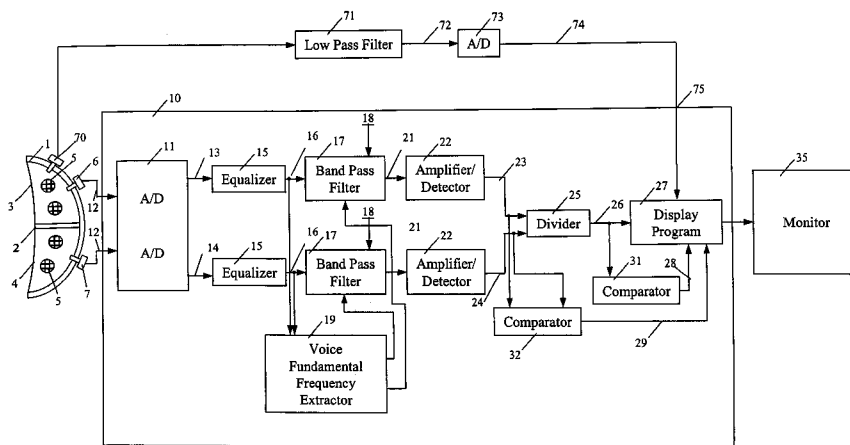 71
72
73
74
Low Pass Filter
A/D
10
75
70
1
5
6
11
18
35
3
12
13
15
16
17
21
22
23
A/D
Equalizer
Band Pass
Filter
Amplifier/
Detector
25
26
27
2
12
Divider
Display
Program
Monitor
18
A/D
14
15
16
17
21
22
4
Equalizer
Band Pass
Filter
Amplifier/
Detector
24
31
28
5
7
Comparator
19
Comparator
29
32
Voice
Fundamental
Frequency
Extractor